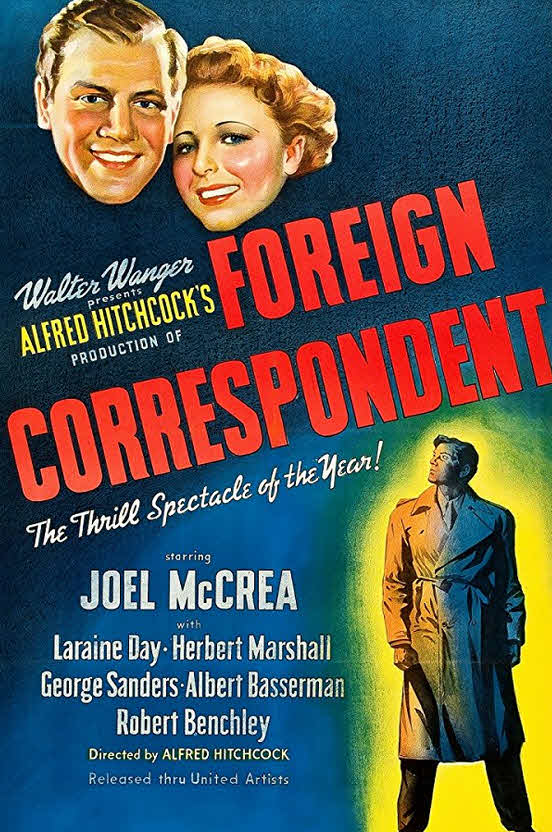 Walter Wanger
presents
ALFRED HITCHCOCK'S
PRODUCTION OF
FOREIGN
CORRESPONDENT
The Thrill Spectacle of the Year!
starring
JOEL McCREA
with
Laraine Day·Herbert Marshall
George Sanders·Albert Basserman
Robert Benchley
Directed by ALFRED HITCHCOCK
Released thru United Artists